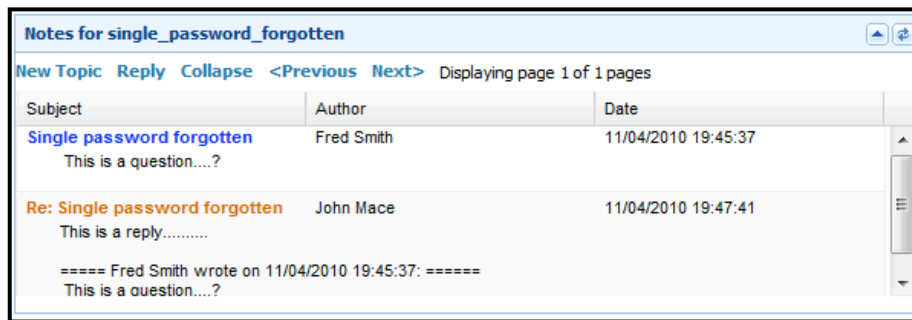 Notes for single_password_forgotten
New Topic Reply Collapse <Previous Next> Displaying page 1 of 1 pages
Subject Author Date
Single password forgotten Fred Smith 11/04/2010 19:45:37
This is a question....?
Re: Single password forgotten John Mace 11/04/2010 19:47:41
This is a reply..........
===== Fred Smith wrote on 11/04/2010 19:45:37: ======
This is a question....?